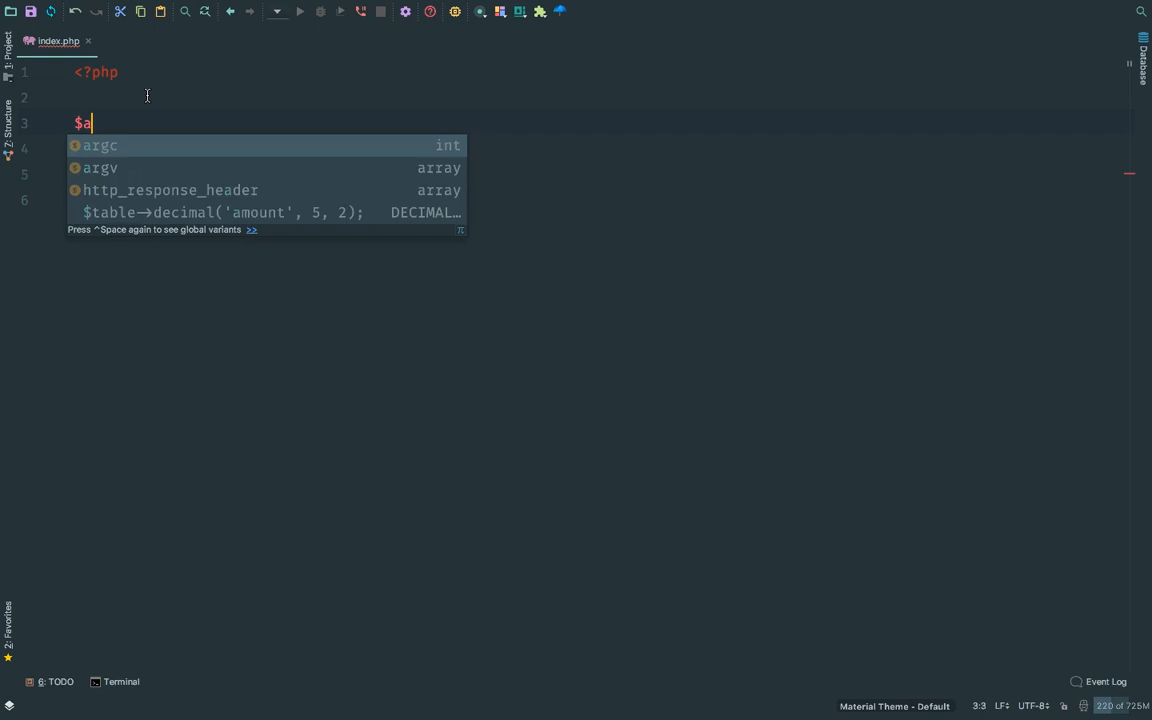 index.php
1: Project
Database
1 <?php
2
Z: Structure
3 $a
4 argc int
argv array
5 http_response_header array
6 $table->decimal('amount', 5, 2); DECIMAL…
Press ^Space again to see global variants >> π
2: Favorites
6: TODO Terminal Event Log
Material Theme - Default 3:3 LF UTF-8 220 of 725M